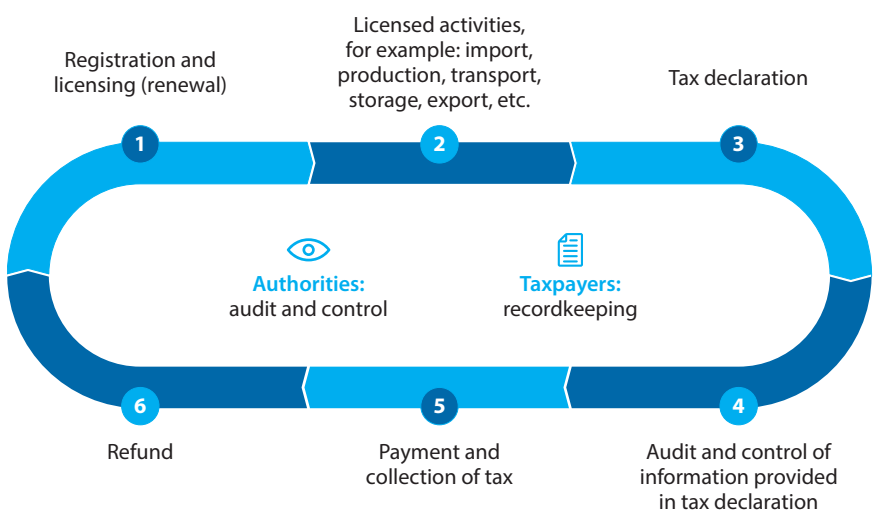 Registration and
licensing (renewal)
Licensed activities,
for example: import,
production, transport,
storage, export, etc.
Tax declaration
1
2
3
Authorities:
audit and control
Taxpayers:
recordkeeping
6
5
4
Refund
Payment and
collection of tax
Audit and control of
information provided
in tax declaration